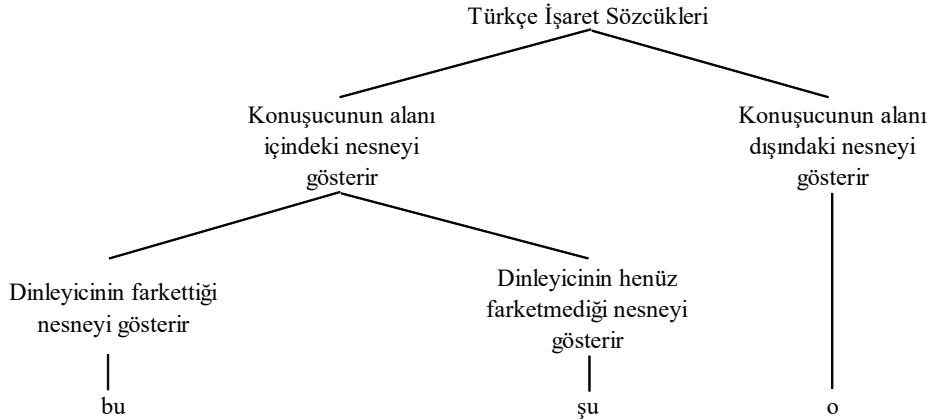 Türkçe İşaret Sözcükleri
Konuşucunun alanı
içindeki nesneyi
gösterir
Konuşucunun alanı
dışındaki nesneyi
gösterir
Dinleyicinin farkettiği
nesneyi gösterir
Dinleyicinin henüz
farketmediği nesneyi
gösterir
bu
şu
o